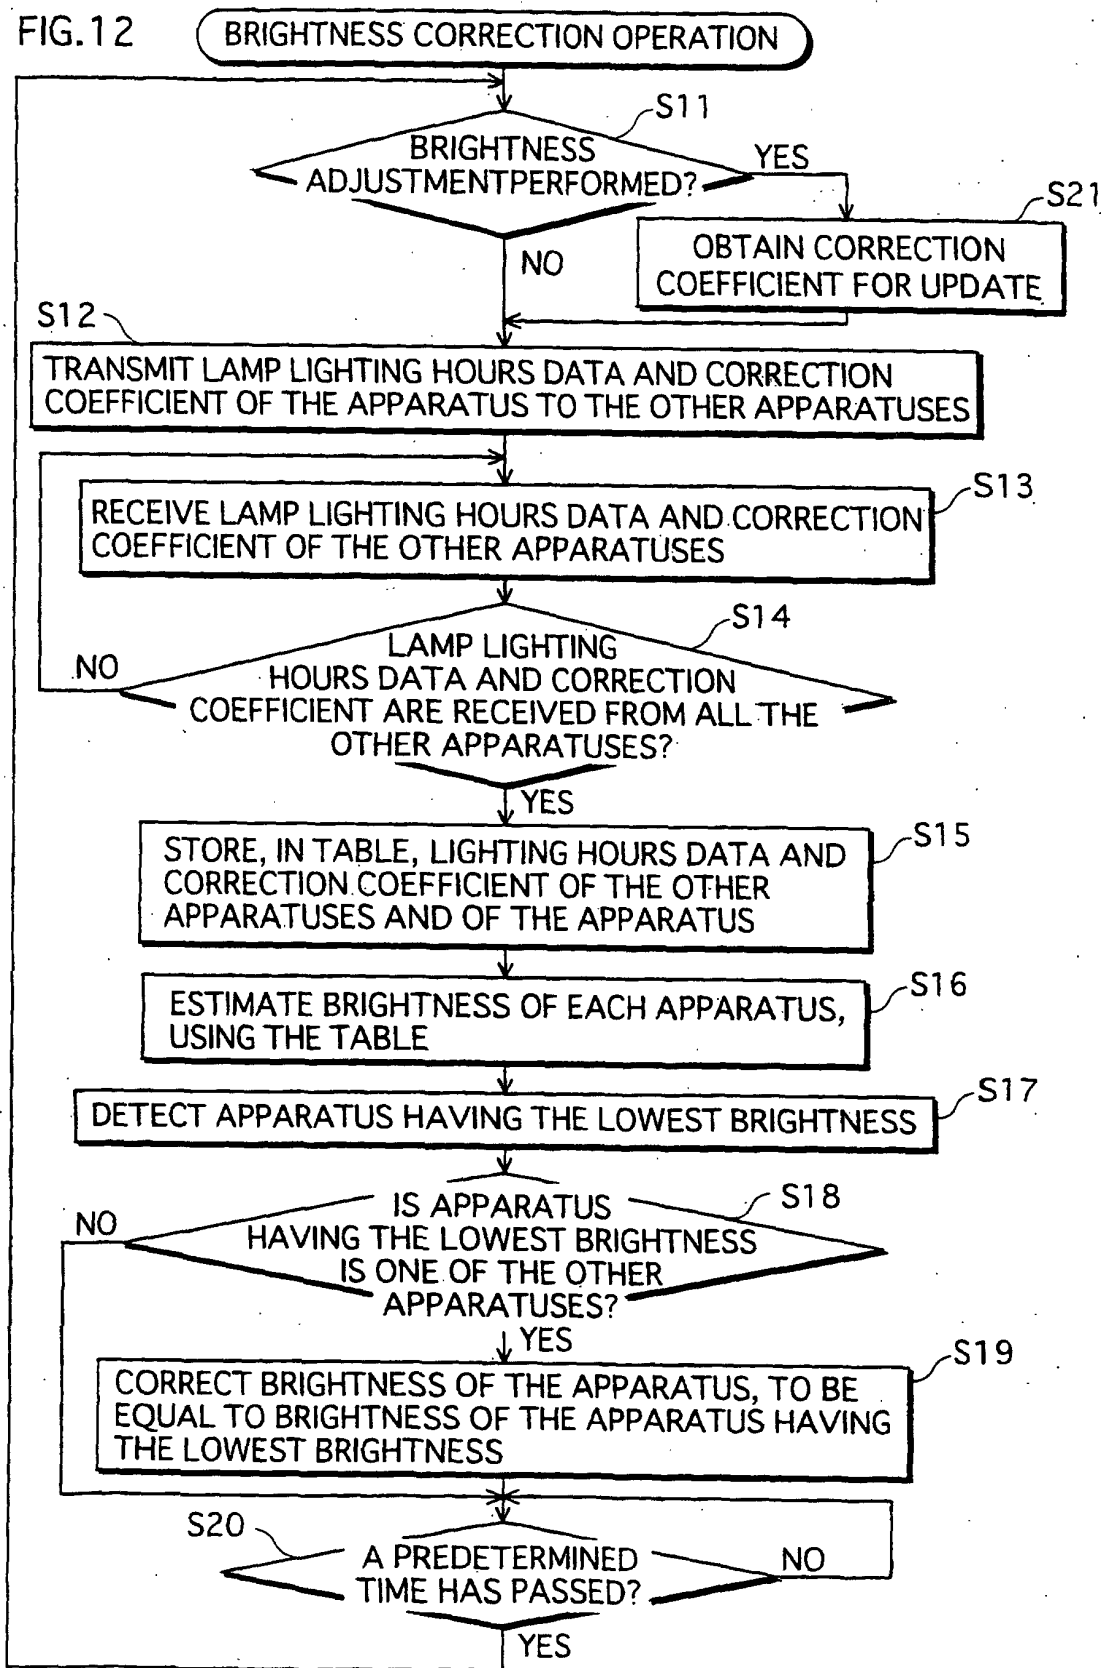 FIG.12
BRIGHTNESS CORRECTION OPERATION
S11
BRIGHTNESS
ADJUSTMENTPERFORMED?
YES
S21
OBTAIN CORRECTION
COEFFICIENT FOR UPDATE
NO
S12
TRANSMIT LAMP LIGHTING HOURS DATA AND CORRECTION
COEFFICIENT OF THE APPARATUS TO THE OTHER APPARATUSES
S13
RECEIVE LAMP LIGHTING HOURS DATA AND CORRECTION
COEFFICIENT OF THE OTHER APPARATUSES
S14
LAMP LIGHTING
HOURS DATA AND CORRECTION
COEFFICIENT ARE RECEIVED FROM ALL THE
OTHER APPARATUSES?
NO
YES
S15
STORE, IN TABLE, LIGHTING HOURS DATA AND
CORRECTION COEFFICIENT OF THE OTHER
APPARATUSES AND OF THE APPARATUS
S16
ESTIMATE BRIGHTNESS OF EACH APPARATUS,
USING THE TABLE
S17
DETECT APPARATUS HAVING THE LOWEST BRIGHTNESS
S18
IS APPARATUS
HAVING THE LOWEST BRIGHTNESS
IS ONE OF THE OTHER
APPARATUSES?
NO
YES
S19
CORRECT BRIGHTNESS OF THE APPARATUS, TO BE
EQUAL TO BRIGHTNESS OF THE APPARATUS HAVING
THE LOWEST BRIGHTNESS
S20
A PREDETERMINED
TIME HAS PASSED?
NO
YES